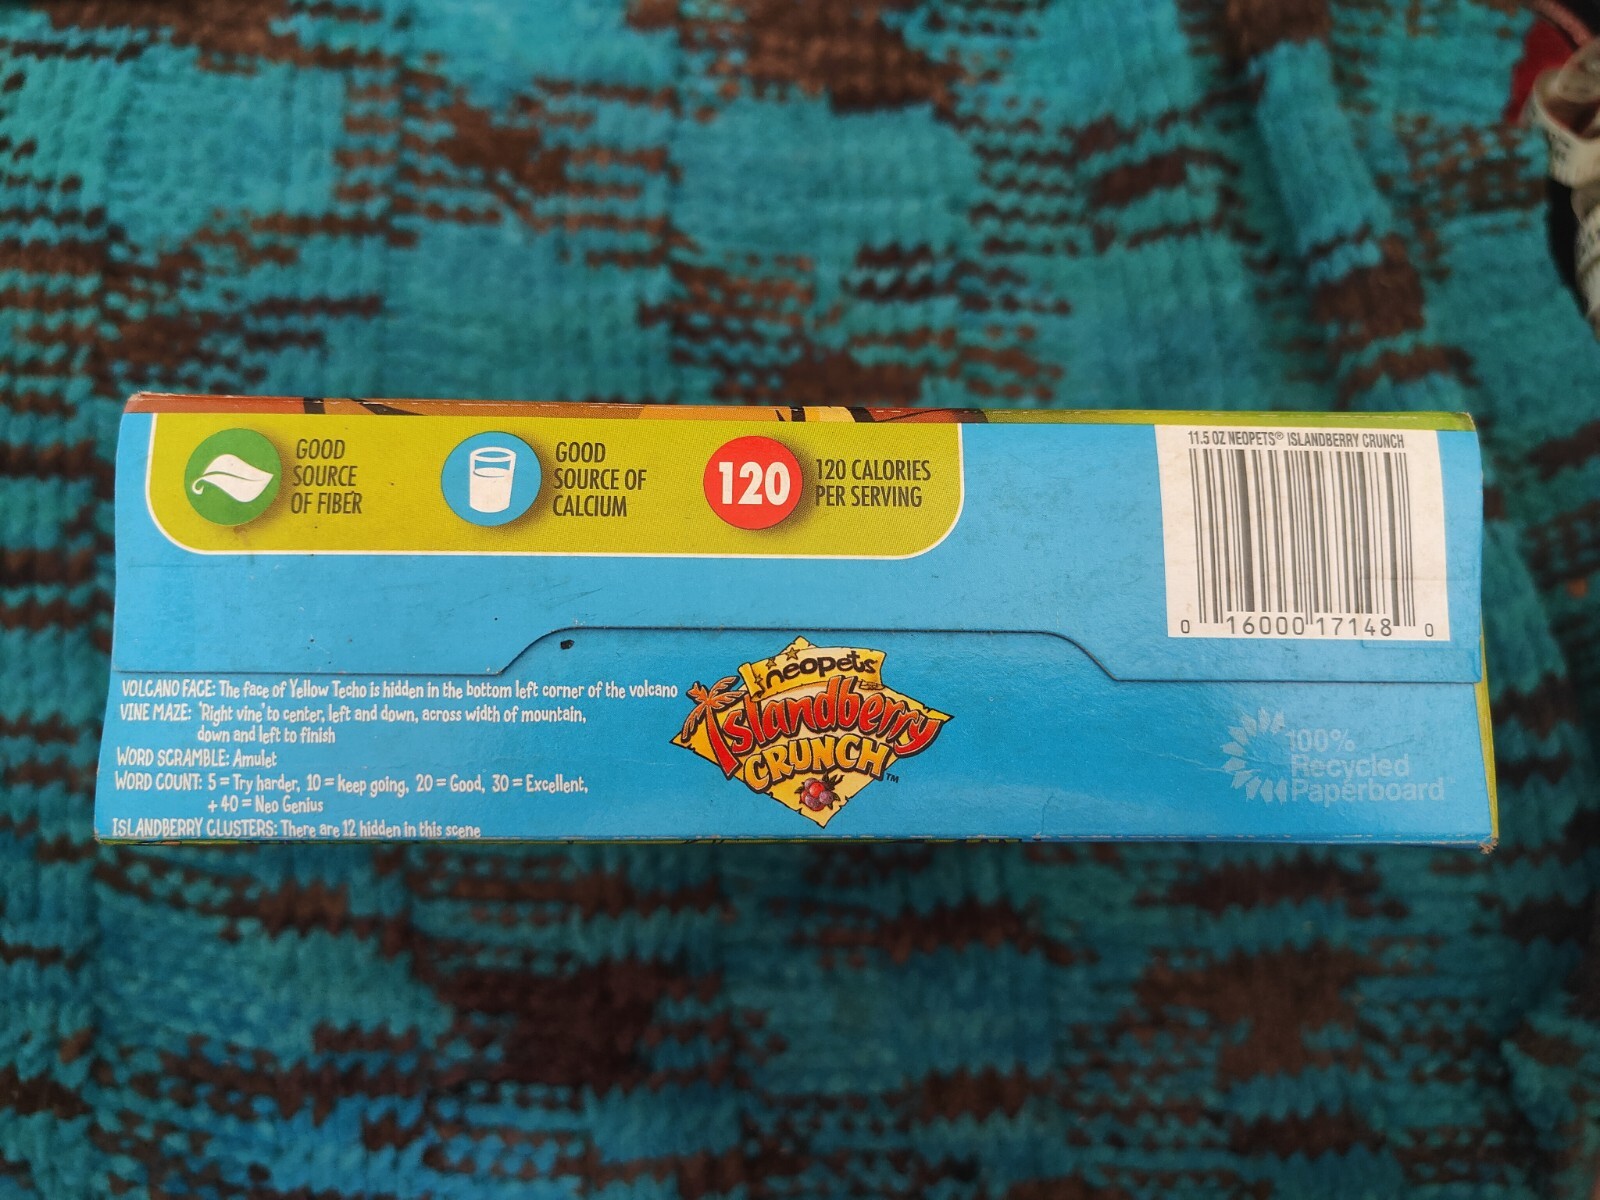 GOOD
SOURCE
OF FIBER
GOOD
SOURCE OF
CALCIUM
120
120 CALORIES
PER SERVING
11.5 OZ NEOPETS® ISLANDBERRY CRUNCH
0 16000 17148 0
VOLCANO FACE: The face of Yellow Techo is hidden in the bottom left corner of the volcano
VINE MAZE: 'Right vine' to center, left and down, across width of mountain,
down and left to finish
WORD SCRAMBLE: Amulet
WORD COUNT: 5 = Try harder, 10 = Keep going, 20 = Good, 30 = Excellent,
+ 40 = Neo Genius
ISLANDBERRY CLUSTERS: There are 12 hidden in this scene
neopets
Islandberry
CRUNCH™
100%
Recycled
Paperboard